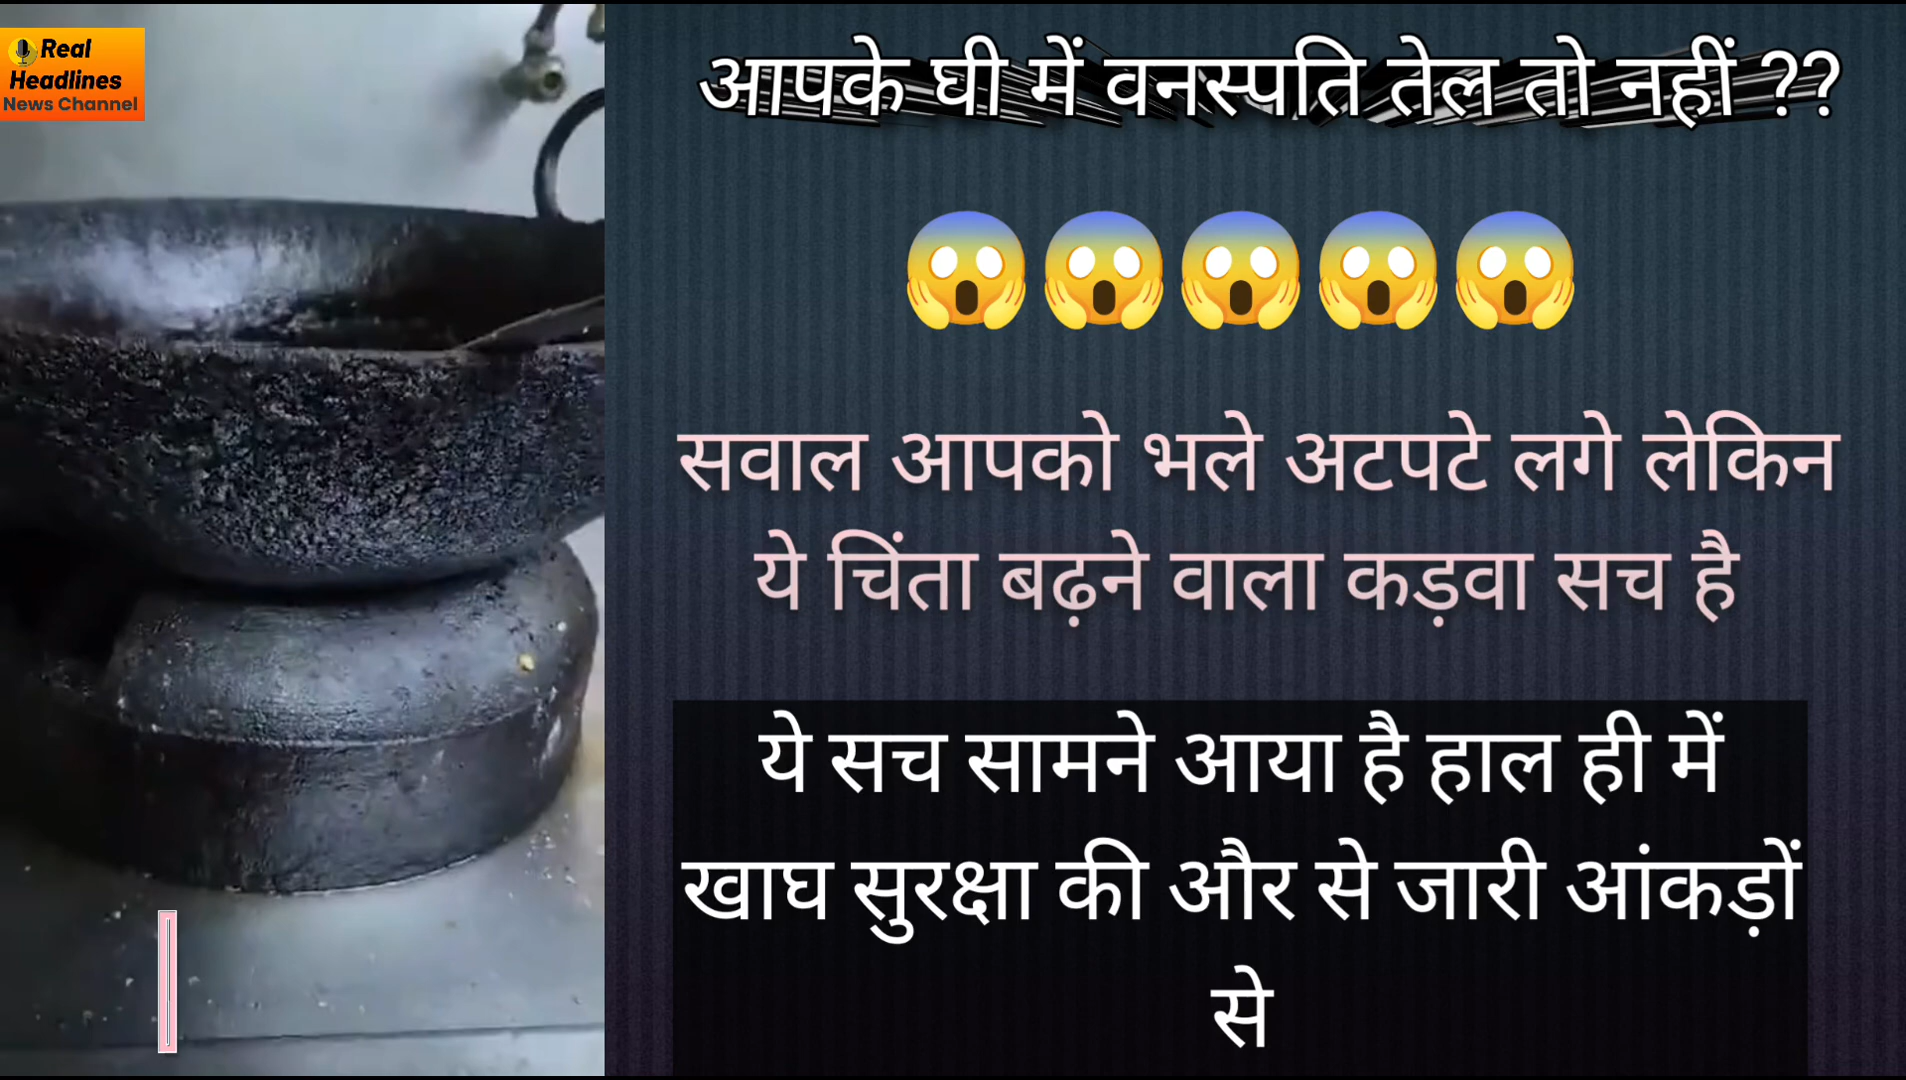 Real
Headlines
News Channel
आपके घी में वनस्पति तेल तो नहीं ??
सवाल आपको भले अटपटे लगे लेकिन
ये चिंता बढ़ने वाला कड़वा सच है
ये सच सामने आया है हाल ही में
खाघ सुरक्षा की और से जारी आंकड़ों
से